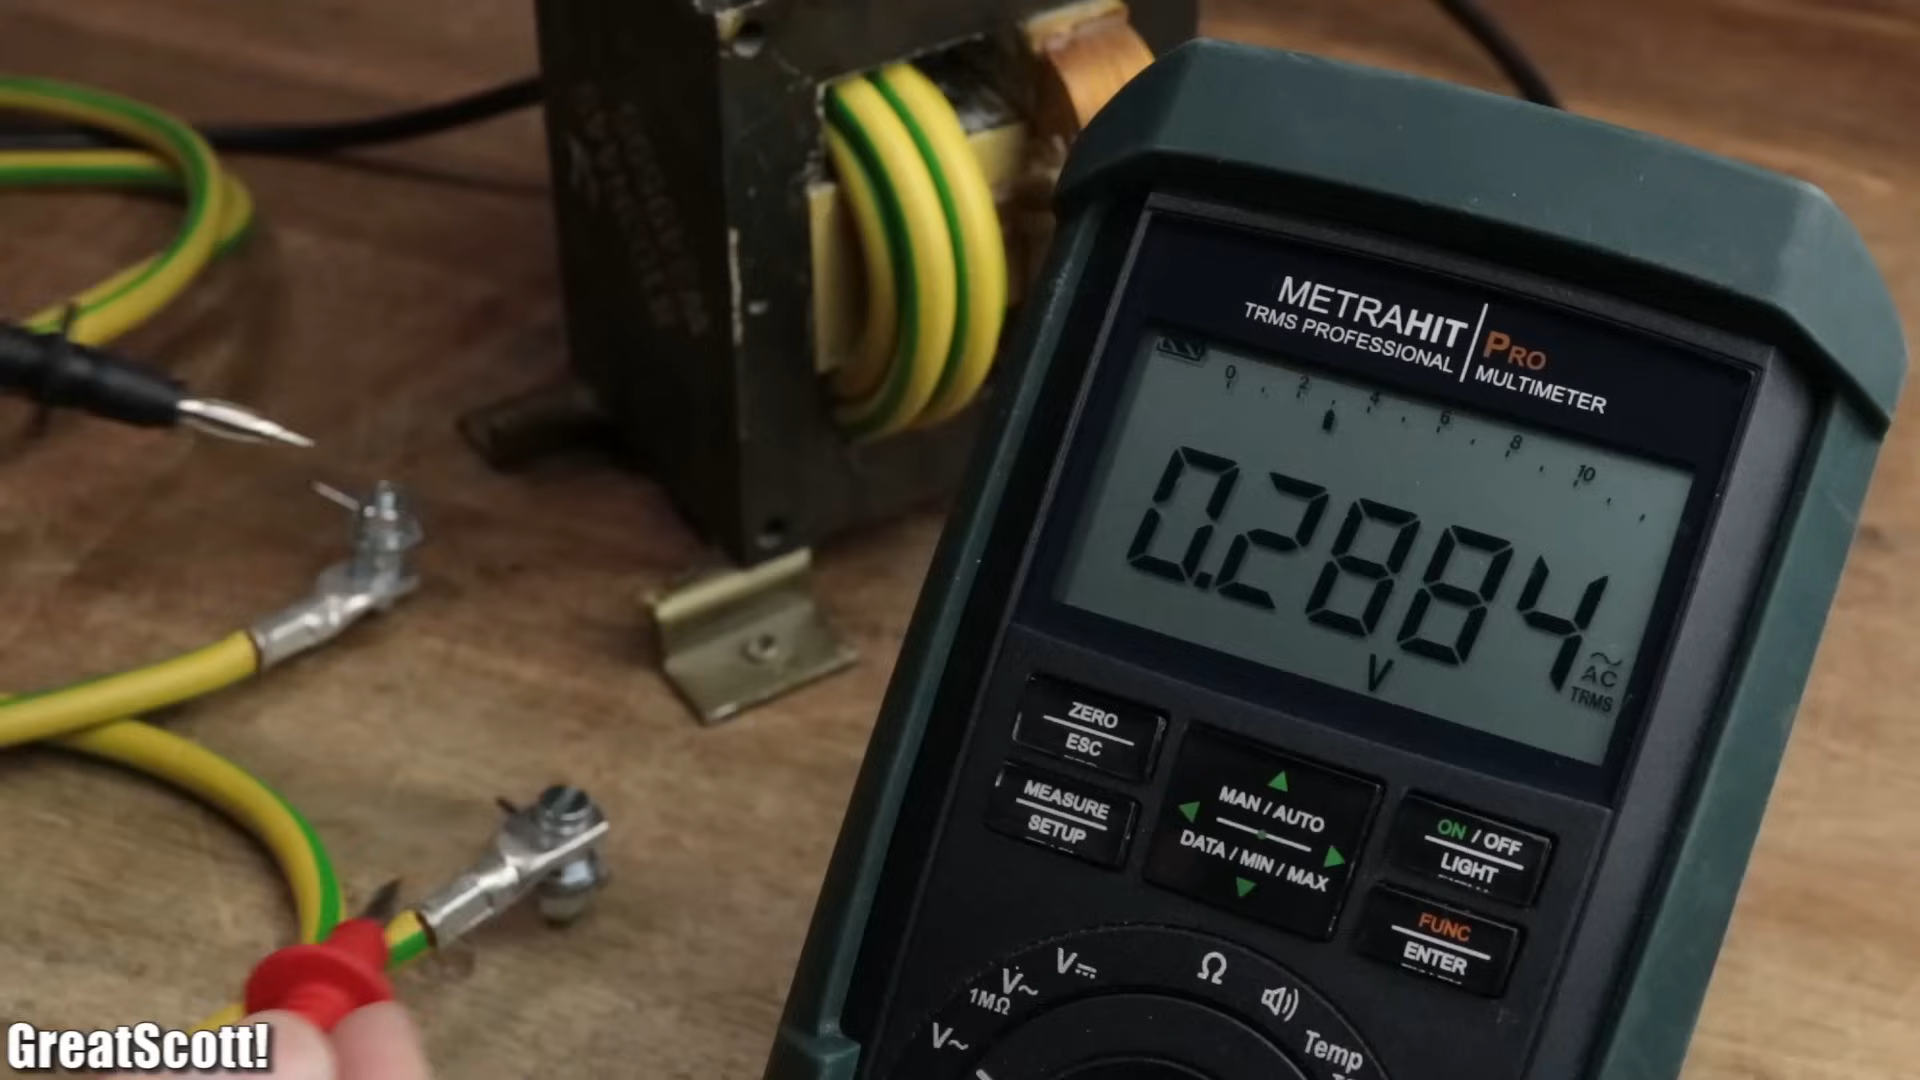 METRAHIT PRO
TRMS PROFESSIONAL MULTIMETER
0 2 4 6 8 10
0.2884
V
~
AC
TRMS
ZERO
ESC
MEASURE
SETUP
MAN / AUTO
DATA / MIN / MAX
ON / OFF
LIGHT
FUNC
ENTER
V~
1MΩ
V~
V⎓
Ω
Temp
GreatScott!